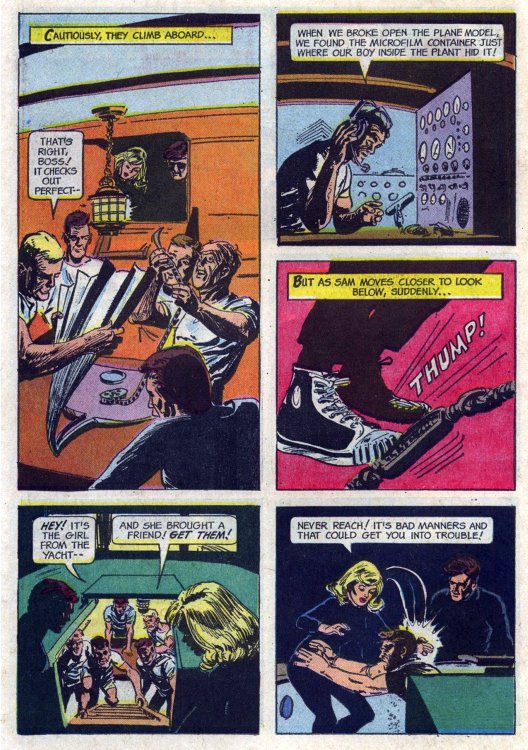 CAUTIOUSLY, THEY CLIMB ABOARD...
THAT'S
RIGHT,
BOSS!
IT CHECKS
OUT
PERFECT--
WHEN WE BROKE OPEN THE PLANE MODEL,
WE FOUND THE MICROFILM CONTAINER JUST
WHERE OUR BOY INSIDE THE PLANT HID IT!
BUT AS SAM MOVES CLOSER TO LOOK
BELOW, SUDDENLY...
THUMP!
HEY! IT'S
THE GIRL
FROM THE
YACHT--
AND SHE BROUGHT A
FRIEND! GET THEM!
NEVER REACH! IT'S BAD MANNERS AND
THAT COULD GET YOU INTO TROUBLE!